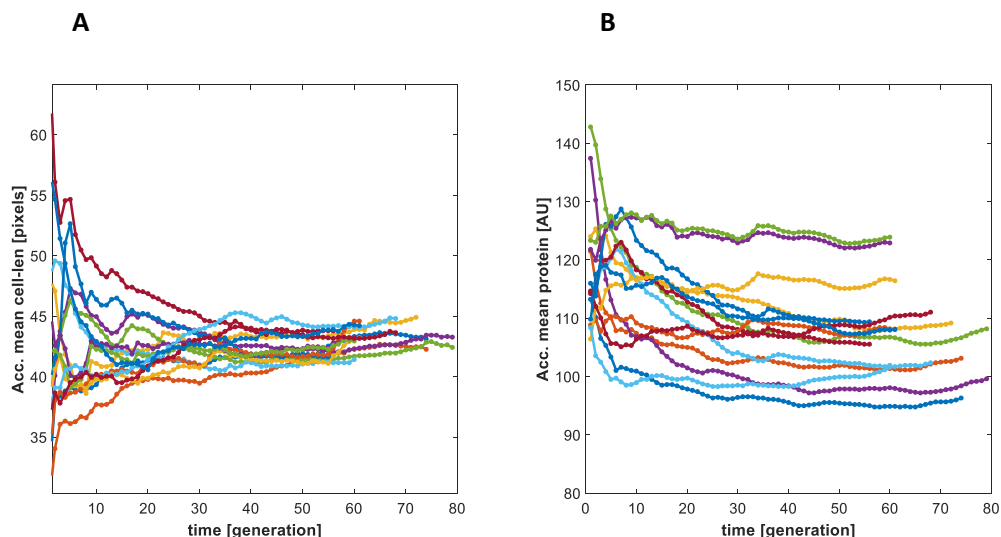 A
B
Acc. mean cell-len [pixels]
60
55
50
45
40
35
10 20 30 40 50 60 70 80
time [generation]
Acc. mean protein [AU]
150
140
130
120
110
100
90
80
0 10 20 30 40 50 60 70 80
time [generation]